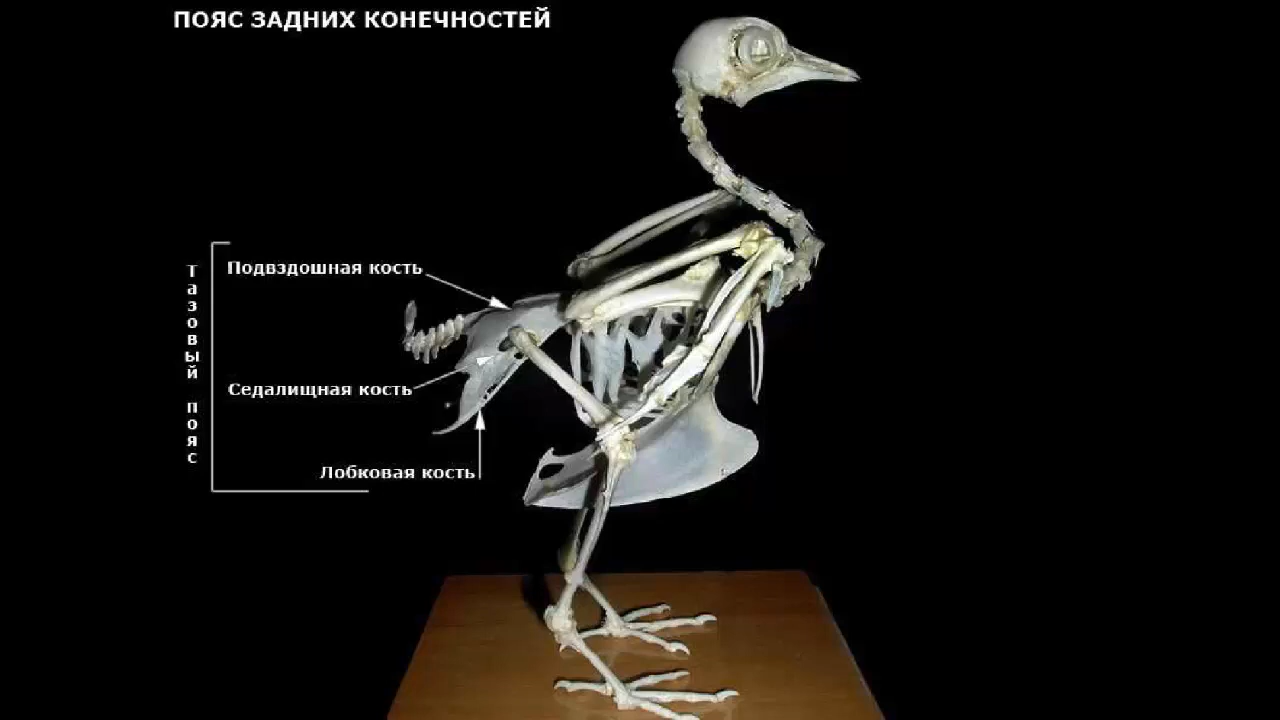 ПОЯС ЗАДНИХ КОНЕЧНОСТЕЙ
Тазовый пояс
Подвздошная кость
Седалищная кость
Лобковая кость